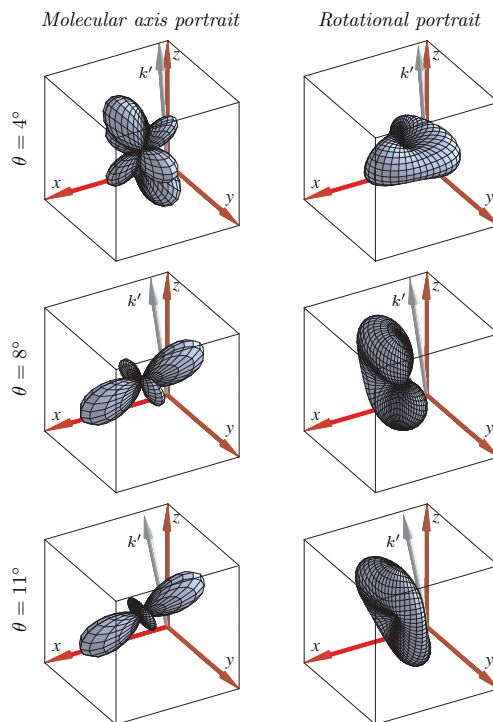 Molecular axis portrait Rotational portrait
k′ z k′ z
θ = 4°
x y x y
k′ z k′ z
θ = 8°
x y x y
k′ z k′ z
θ = 11°
x y x y